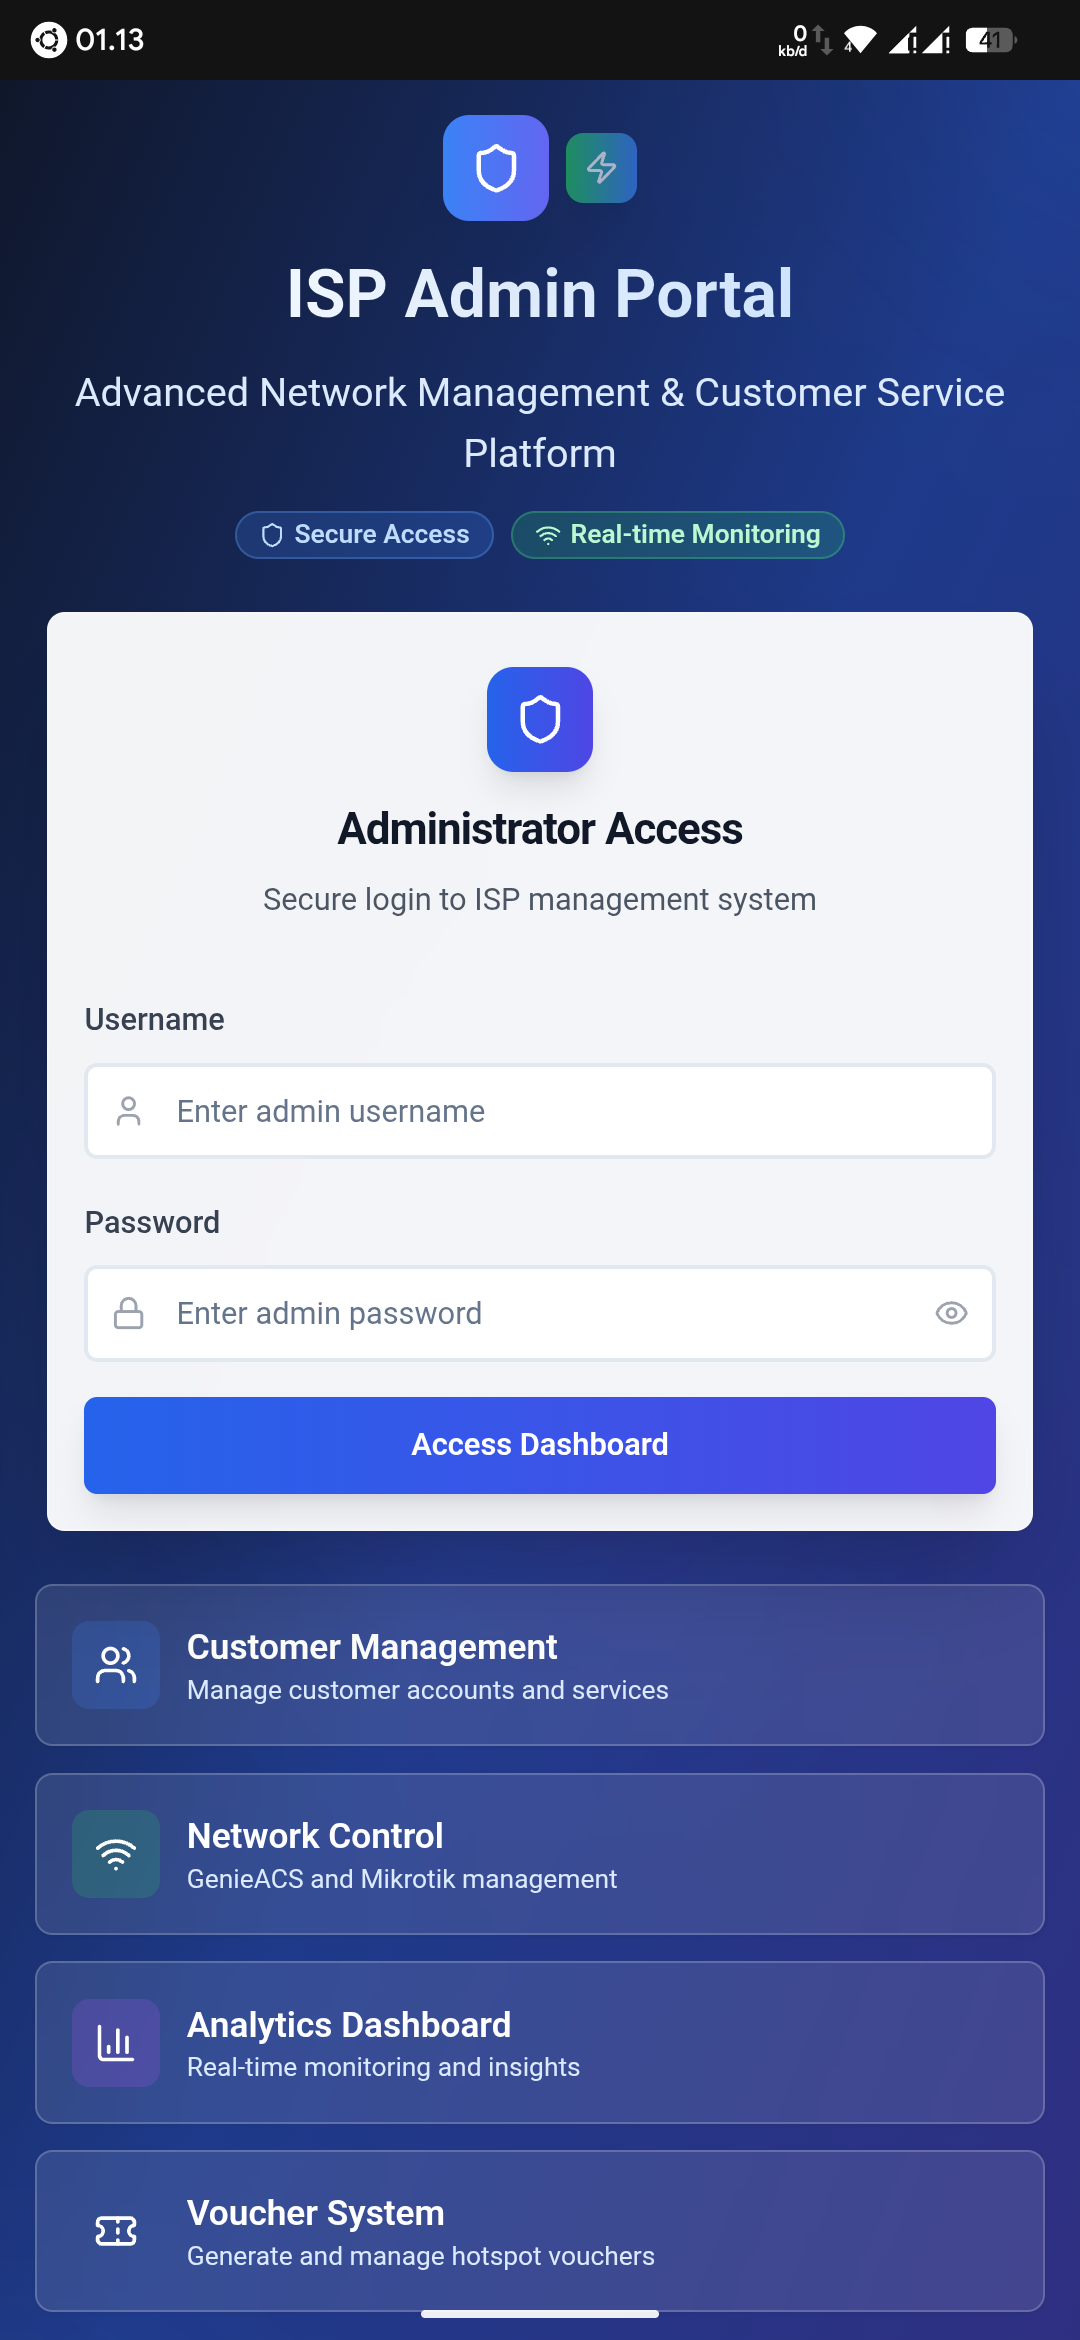 01.13
0
kb/d
4
41
ISP Admin Portal
Advanced Network Management & Customer Service
Platform
Secure Access
Real-time Monitoring
Administrator Access
Secure login to ISP management system
Username
Enter admin username
Password
Enter admin password
Access Dashboard
Customer Management
Manage customer accounts and services
Network Control
GenieACS and Mikrotik management
Analytics Dashboard
Real-time monitoring and insights
Voucher System
Generate and manage hotspot vouchers